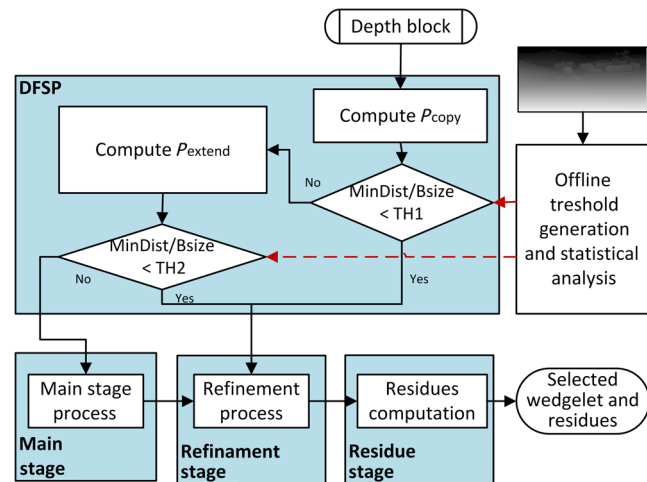 Depth block
DFSP
Compute Pcopy
Compute Pextend
No
MinDist/Bsize
< TH1
Offline
treshold
generation
and statistical
analysis
MinDist/Bsize
< TH2
No
Yes
Yes
Main stage
process
Refinement
process
Residues
computation
Selected
wedgelet and
residues
Main
stage
Refinament
stage
Residue
stage